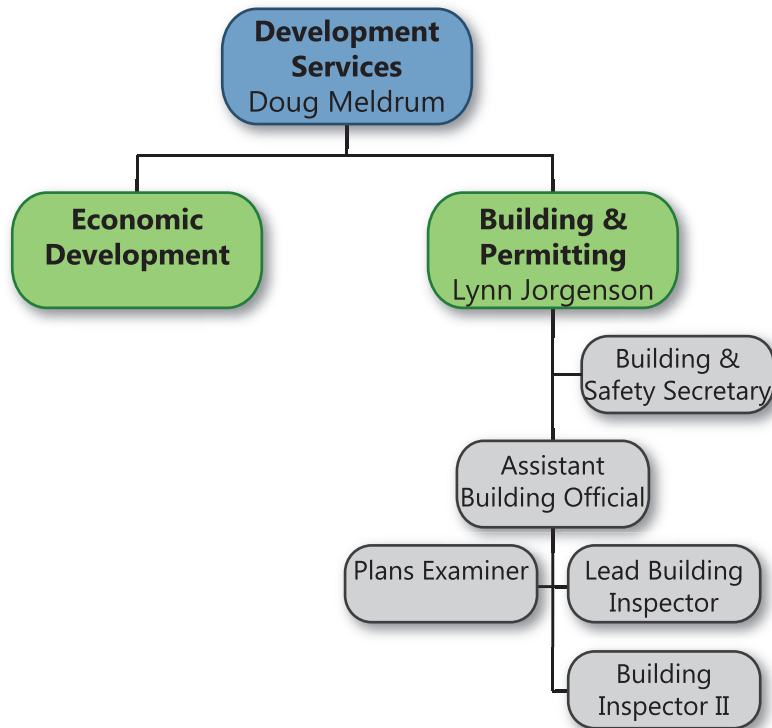 Development
Services
Doug Meldrum
Economic
Development
Building &
Permitting
Lynn Jorgenson
Building &
Safety Secretary
Assistant
Building Official
Plans Examiner
Lead Building
Inspector
Building
Inspector II